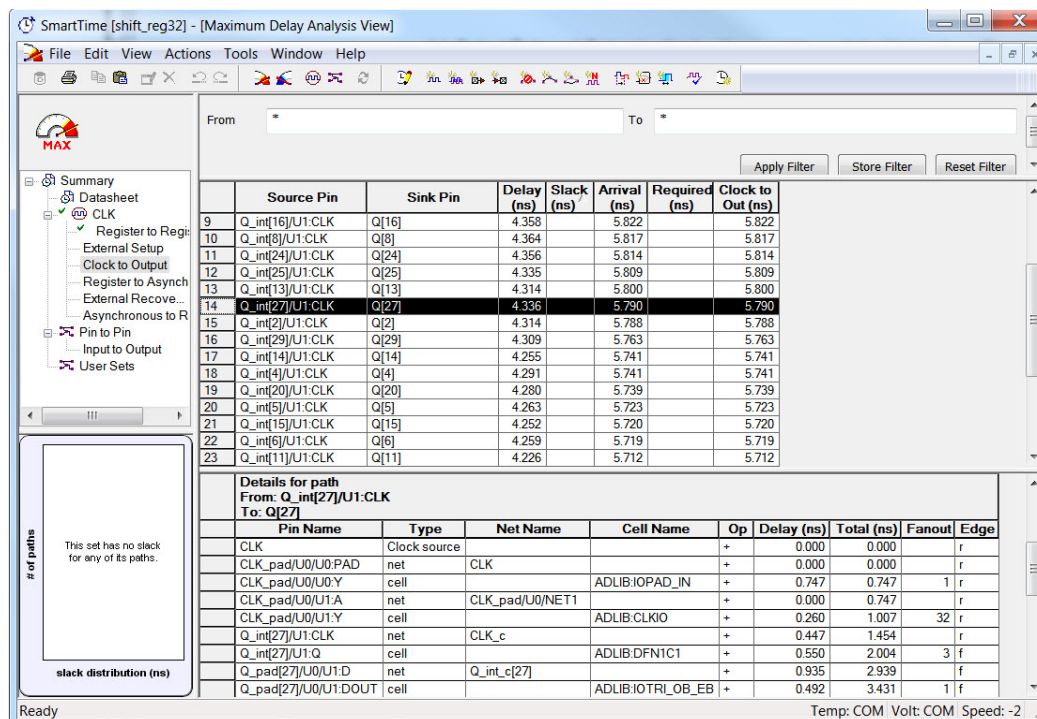 SmartTime [shift_reg32] - [Maximum Delay Analysis View]
File Edit View Actions Tools Window Help
MAX
Summary
Datasheet
CLK
Register to Regi:
External Setup
Clock to Output
Register to Asynch
External Recove...
Asynchronous to R
Pin to Pin
Input to Output
User Sets
# of paths
This set has no slack
for any of its paths.
slack distribution (ns)
From * To *
Apply Filter Store Filter Reset Filter
Source Pin Sink Pin Delay (ns) Slack (ns) Arrival (ns) Required (ns) Clock to Out (ns)
9 Q_int[16]/U1:CLK Q[16] 4.358 5.822 5.822
10 Q_int[8]/U1:CLK Q[8] 4.364 5.817 5.817
11 Q_int[24]/U1:CLK Q[24] 4.356 5.814 5.814
12 Q_int[25]/U1:CLK Q[25] 4.335 5.809 5.809
13 Q_int[13]/U1:CLK Q[13] 4.314 5.800 5.800
14 Q_int[27]/U1:CLK Q[27] 4.336 5.790 5.790
15 Q_int[2]/U1:CLK Q[2] 4.314 5.788 5.788
16 Q_int[29]/U1:CLK Q[29] 4.309 5.763 5.763
17 Q_int[14]/U1:CLK Q[14] 4.255 5.741 5.741
18 Q_int[4]/U1:CLK Q[4] 4.291 5.741 5.741
19 Q_int[20]/U1:CLK Q[20] 4.280 5.739 5.739
20 Q_int[5]/U1:CLK Q[5] 4.263 5.723 5.723
21 Q_int[15]/U1:CLK Q[15] 4.252 5.720 5.720
22 Q_int[6]/U1:CLK Q[6] 4.259 5.719 5.719
23 Q_int[11]/U1:CLK Q[11] 4.226 5.712 5.712
Details for path
From: Q_int[27]/U1:CLK
To: Q[27]
Pin Name Type Net Name Cell Name Op Delay (ns) Total (ns) Fanout Edge
CLK Clock source + 0.000 0.000 r
CLK_pad/U0/U0:PAD net CLK + 0.000 0.000 r
CLK_pad/U0/U0:Y cell ADLIB:IOPAD_IN + 0.747 0.747 1 r
CLK_pad/U0/U1:A net CLK_pad/U0/NET1 + 0.000 0.747 r
CLK_pad/U0/U1:Y cell ADLIB:CLKIO + 0.260 1.007 32 r
Q_int[27]/U1:CLK net CLK_c + 0.447 1.454 r
Q_int[27]/U1:Q cell ADLIB:DFN1C1 + 0.550 2.004 3 f
Q_pad[27]/U0/U1:D net Q_int_c[27] + 0.935 2.939 f
Q_pad[27]/U0/U1:DOUT cell ADLIB:IOTRI_OB_EB + 0.492 3.431 1 f
Ready Temp: COM Volt: COM Speed: -2